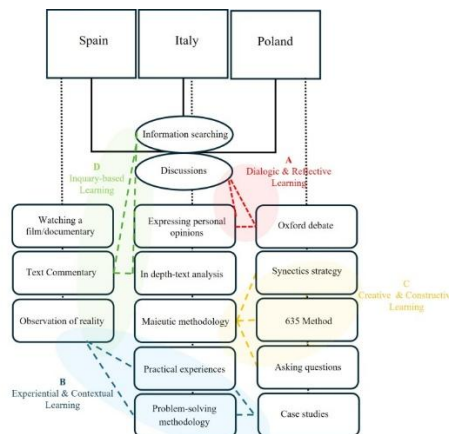 Spain
Italy
Poland
Information searching
D
Inquary-based
Learning
Discussions
A
Dialogic & Reflective
Learning
Watching a
film/documentary
Expressing personal
opinions
Oxford debate
Text Commentary
In depth-text analysis
Synectics strategy
C
Creative & Constructive
Learning
Observation of reality
Maieutic methodology
635 Method
Practical experiences
Asking questions
B
Experiential & Contextual
Learning
Problem-solving
methodology
Case studies